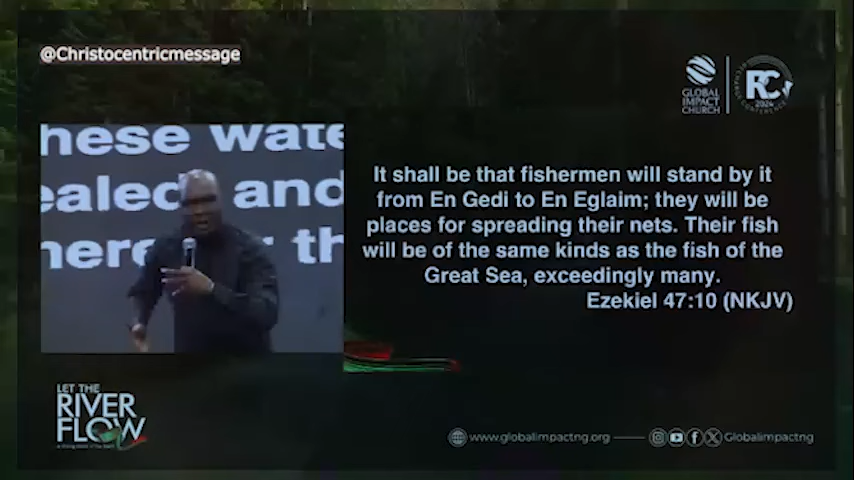 @Christocentricmessage
GLOBAL
IMPACT
CHURCH
RC
2024
hese wate
ealed and
It shall be that fishermen will stand by it
from En Gedi to En Eglaim; they will be
places for spreading their nets. Their fish
will be of the same kinds as the fish of the
Great Sea, exceedingly many.
Ezekiel 47:10 (NKJV)
LET THE
RIVER
FLOW
www.globalimpactng.org
Globalimpactng